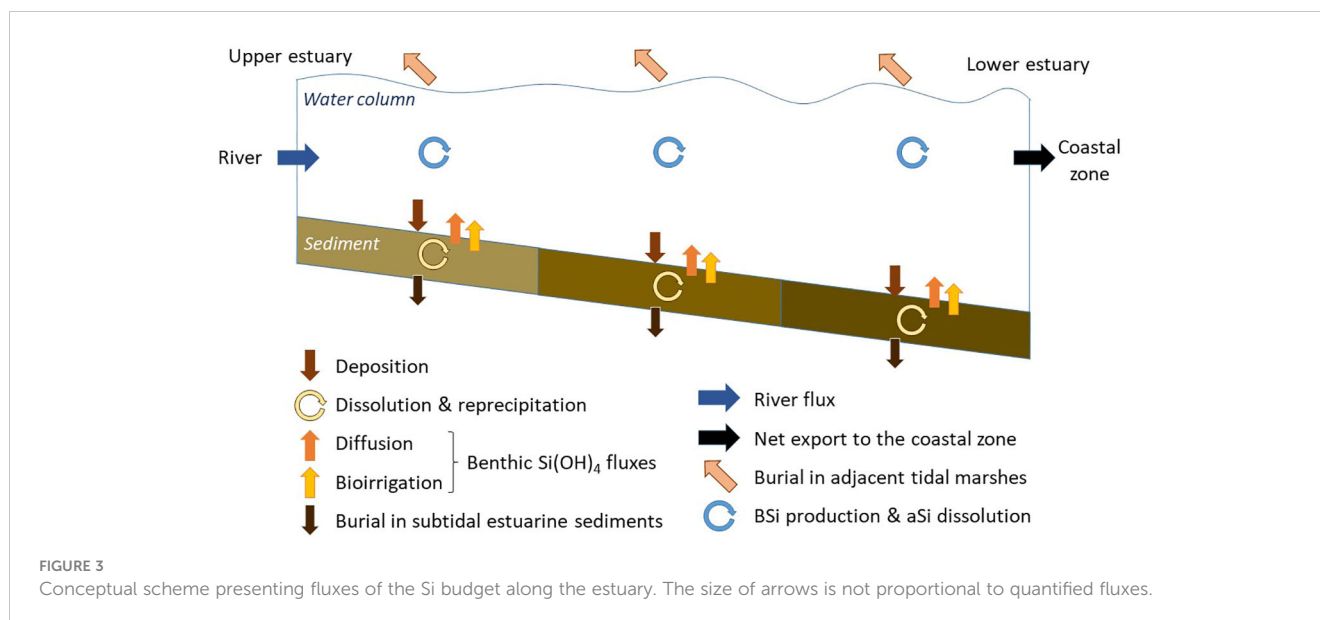 Upper estuary
Lower estuary
Water column
River
Coastal
zone
Sediment
Deposition
Dissolution & reprecipitation
Diffusion
Bioirrigation
Benthic Si(OH)4 fluxes
Burial in subtidal estuarine sediments
River flux
Net export to the coastal zone
Burial in adjacent tidal marshes
BSi production & aSi dissolution
FIGURE 3
Conceptual scheme presenting fluxes of the Si budget along the estuary. The size of arrows is not proportional to quantified fluxes.